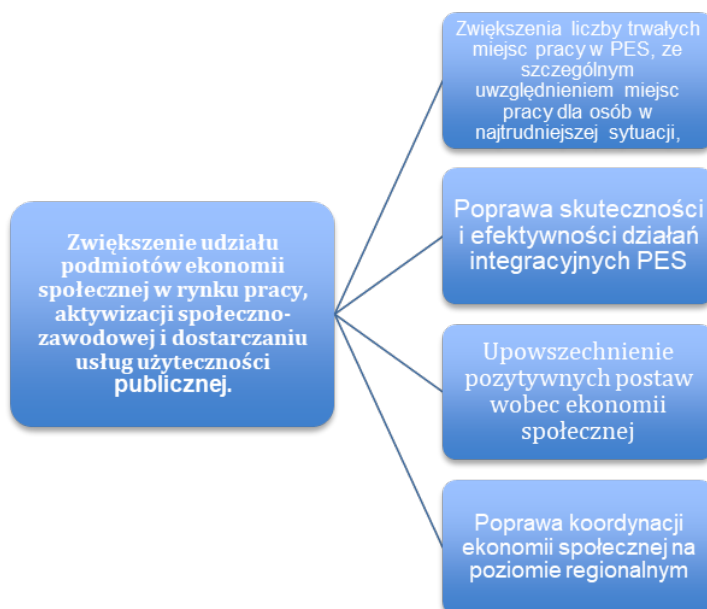 Zwiększenie udziału
podmiotów ekonomii
społecznej w rynku pracy,
aktywizacji społeczno-
zawodowej i dostarczaniu
usług użyteczności
publicznej.
Zwiększenia liczby trwałych
miejsc pracy w PES, ze
szczególnym
uwzględnieniem miejsc
pracy dla osób w
najtrudniejszej sytuacji,
Poprawa skuteczności
i efektywności działań
integracyjnych PES
Upowszechnienie
pozytywnych postaw
wobec ekonomii
społecznej
Poprawa koordynacji
ekonomii społecznej na
poziomie regionalnym